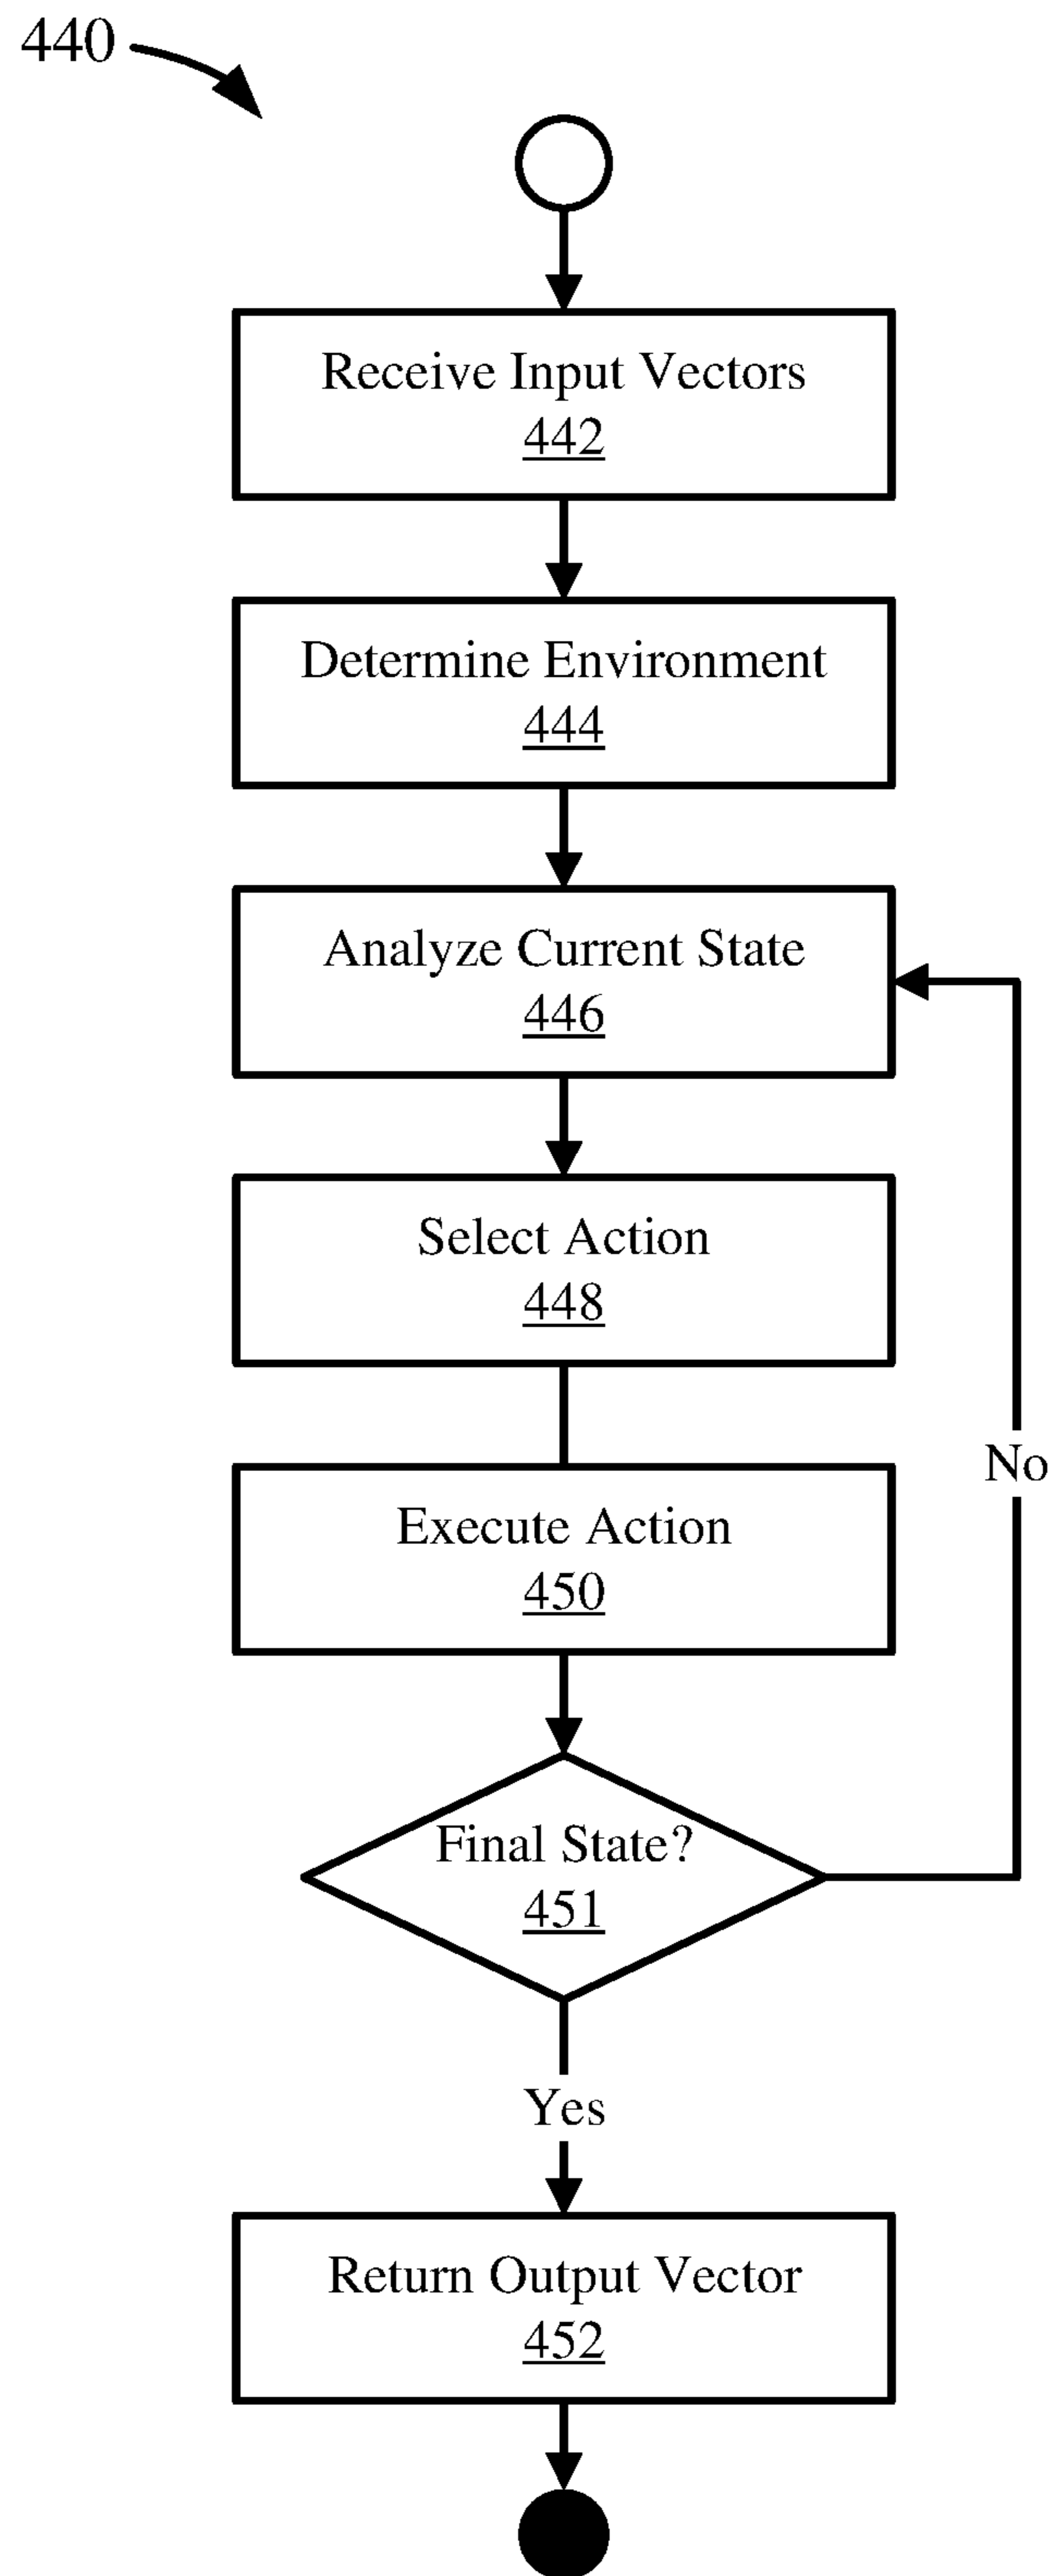 440
Receive Input Vectors
442
Determine Environment
444
Analyze Current State
446
Select Action
448
No
Execute Action
450
Final State?
451
Yes
Return Output Vector
452